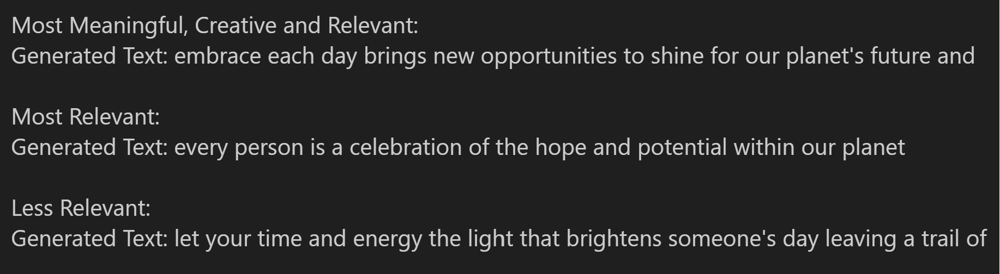 Most Meaningful, Creative and Relevant:
Generated Text: embrace each day brings new opportunities to shine for our planet's future and
Most Relevant:
Generated Text: every person is a celebration of the hope and potential within our planet
Less Relevant:
Generated Text: let your time and energy the light that brightens someone's day leaving a trail of